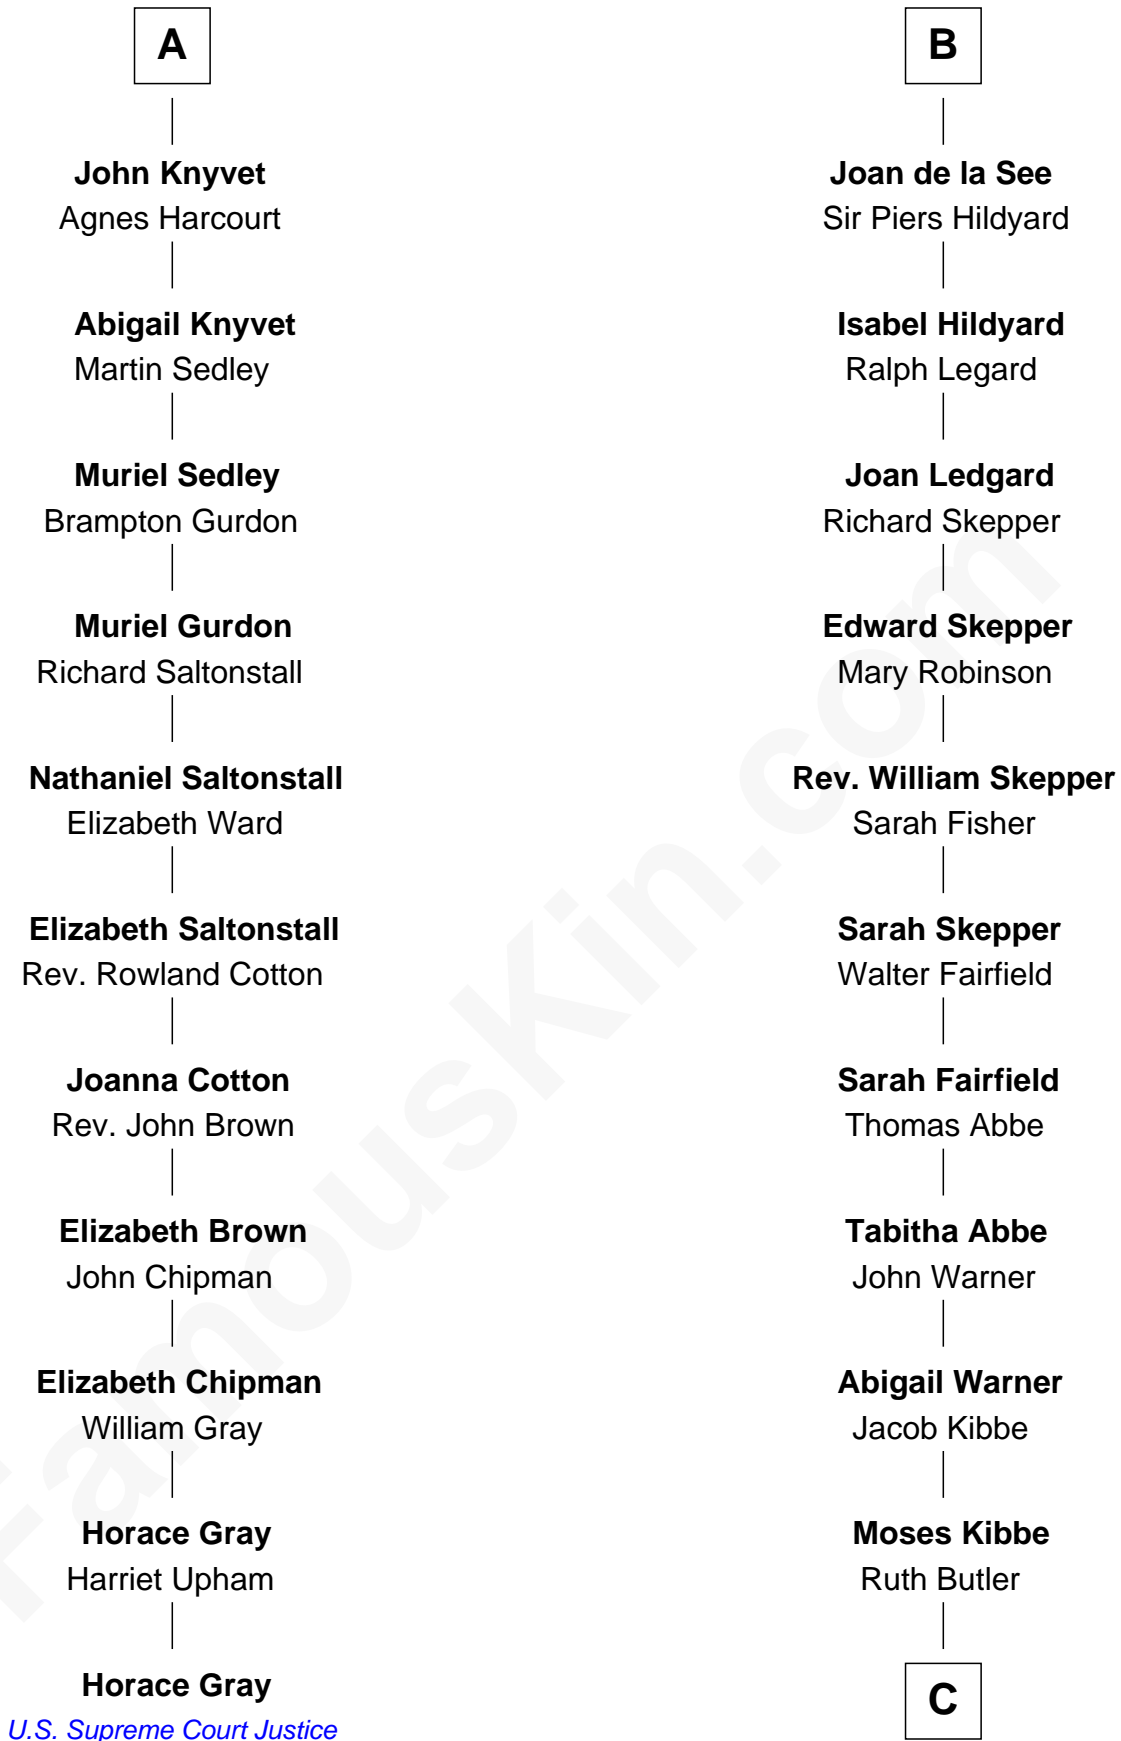 A
John Knyvet
Agnes Harcourt
Abigail Knyvet
Martin Sedley
Muriel Sedley
Brampton Gurdon
Muriel Gurdon
Richard Saltonstall
Nathaniel Saltonstall
Elizabeth Ward
Elizabeth Saltonstall
Rev. Rowland Cotton
Joanna Cotton
Rev. John Brown
Elizabeth Brown
John Chipman
Elizabeth Chipman
William Gray
Horace Gray
Harriet Upham
Horace Gray
U.S. Supreme Court Justice
B
Joan de la See
Sir Piers Hildyard
Isabel Hildyard
Ralph Legard
Joan Ledgard
Richard Skepper
Edward Skepper
Mary Robinson
Rev. William Skepper
Sarah Fisher
Sarah Skepper
Walter Fairfield
Sarah Fairfield
Thomas Abbe
Tabitha Abbe
John Warner
Abigail Warner
Jacob Kibbe
Moses Kibbe
Ruth Butler
C
FamousKin.com